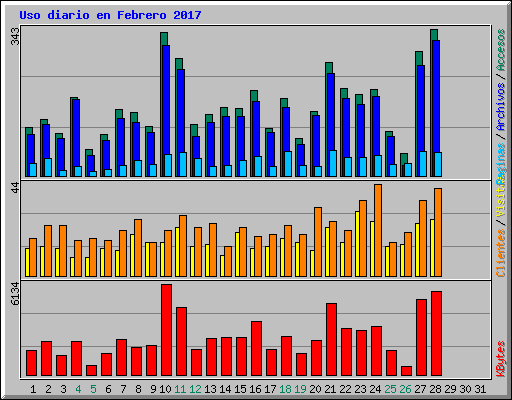 Uso diario en Febrero 2017
343
44
6134
Accesos
/
Archivos
/
Paginas
Visitas
/
Clientes
KBytes
1 2 3 4 5 6 7 8 9 10 11 12 13 14 15 16 17 18 19 20 21 22 23 24 25 26 27 28 29 30 31